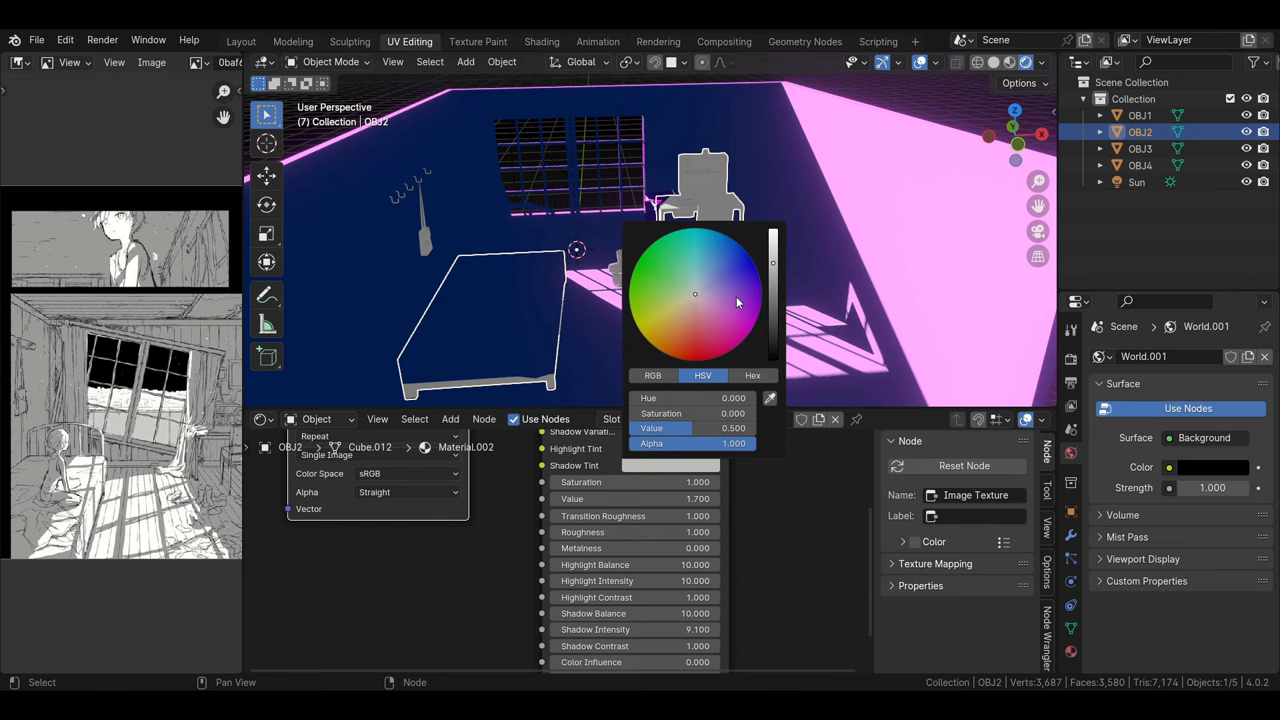 File Edit Render Window Help Layout Modeling Sculpting UV Editing Texture Paint Shading Animation Rendering Compositing Geometry Nodes Scripting + Scene ViewLayer
View View Image 0baf6 Object Mode View Select Add Object Global
Options
User Perspective
(7) Collection | OBJ2
X
Y
Z
Scene Collection
Collection
OBJ1
OBJ2
OBJ3
OBJ4
Sun
RGB HSV Hex
Hue 0.000
Saturation 0.000
Value 0.500
Alpha 1.000
Object View Select Add Node Use Nodes Slot
OBJ2 Cube.012 Material.002
Repeat
Single Image
Color Space sRGB
Alpha Straight
Vector
Shadow Variati...
Highlight Tint
Shadow Tint
Saturation 1.000
Value 1.700
Transition Roughness 1.000
Roughness 1.000
Metalness 0.000
Highlight Balance 10.000
Highlight Intensity 10.000
Highlight Contrast 1.000
Shadow Balance 10.000
Shadow Intensity 9.100
Shadow Contrast 1.000
Color Influence 0.000
Node
Reset Node
Name: Image Texture
Label:
Color
Texture Mapping
Properties
Node
Tool
View
Options
Node Wrangler
Scene World.001
World.001
Surface
Use Nodes
Surface Background
Color
Strength 1.000
Volume
Mist Pass
Viewport Display
Custom Properties
Select Pan View Node Collection | OBJ2 | Verts:3,687 | Faces:3,580 | Tris:7,174 | Objects:1/5 | 4.0.2